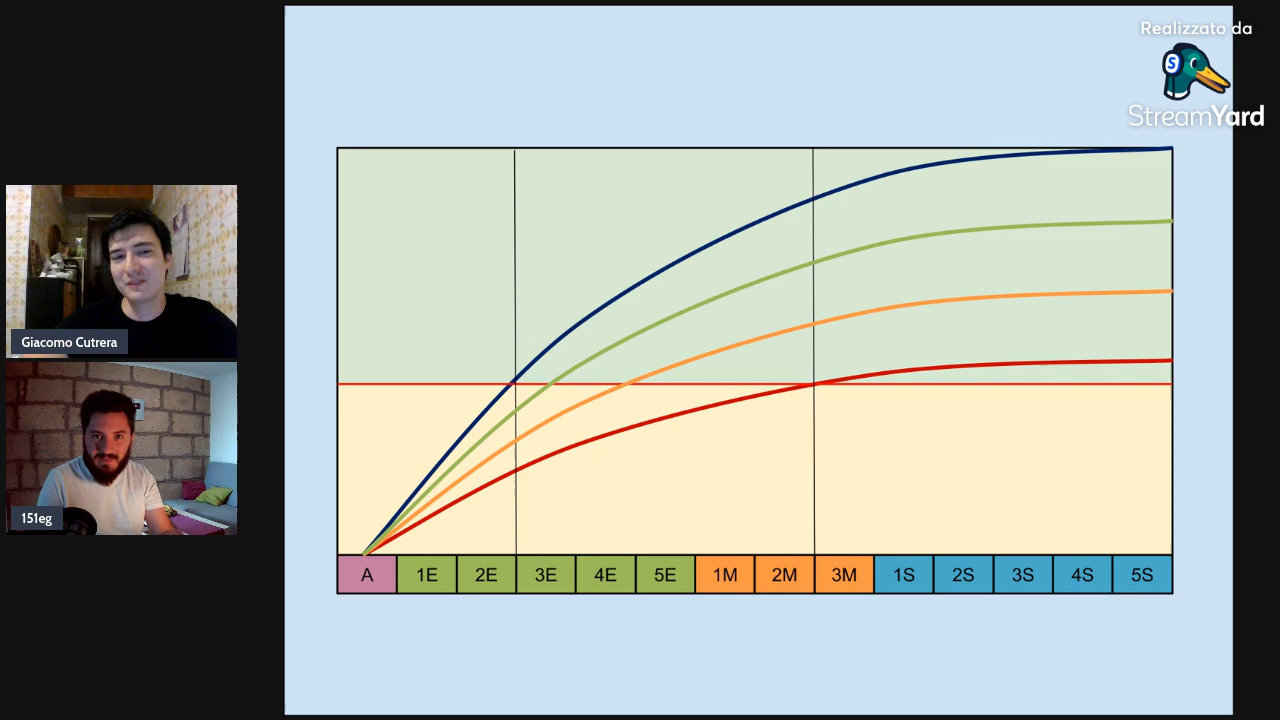 Realizzato da
StreamYard
Giacomo Cutrera
151eg
A 1E 2E 3E 4E 5E 1M 2M 3M 1S 2S 3S 4S 5S